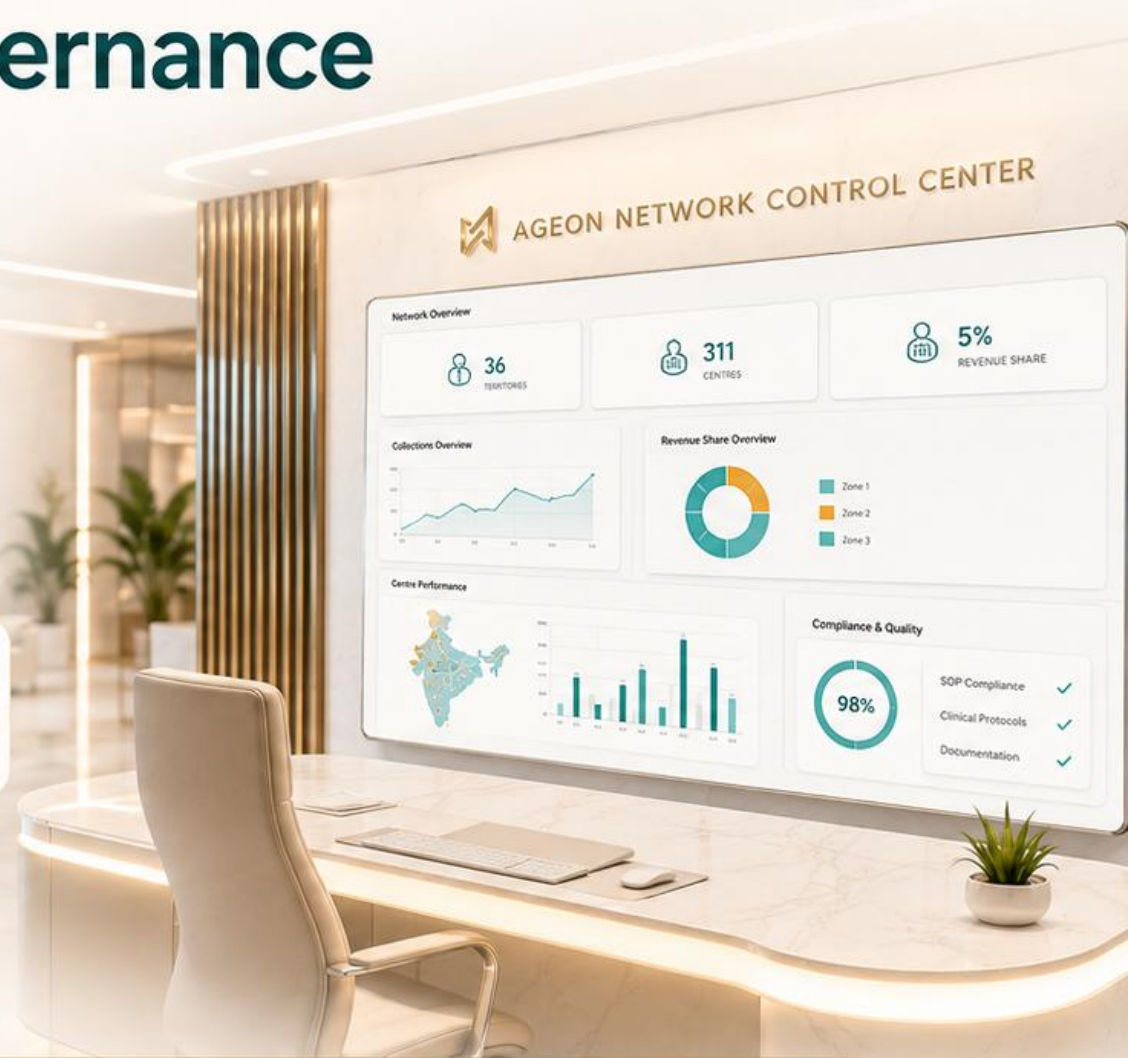 ernance
AGEON NETWORK CONTROL CENTER
Network Overview
36
TERRITORIES
311
CENTRES
5%
REVENUE SHARE
Collections Overview
Revenue Share Overview
Zone 1
Zone 2
Zone 3
Centre Performance
Compliance & Quality
98%
SOP Compliance
Clinical Protocols
Documentation